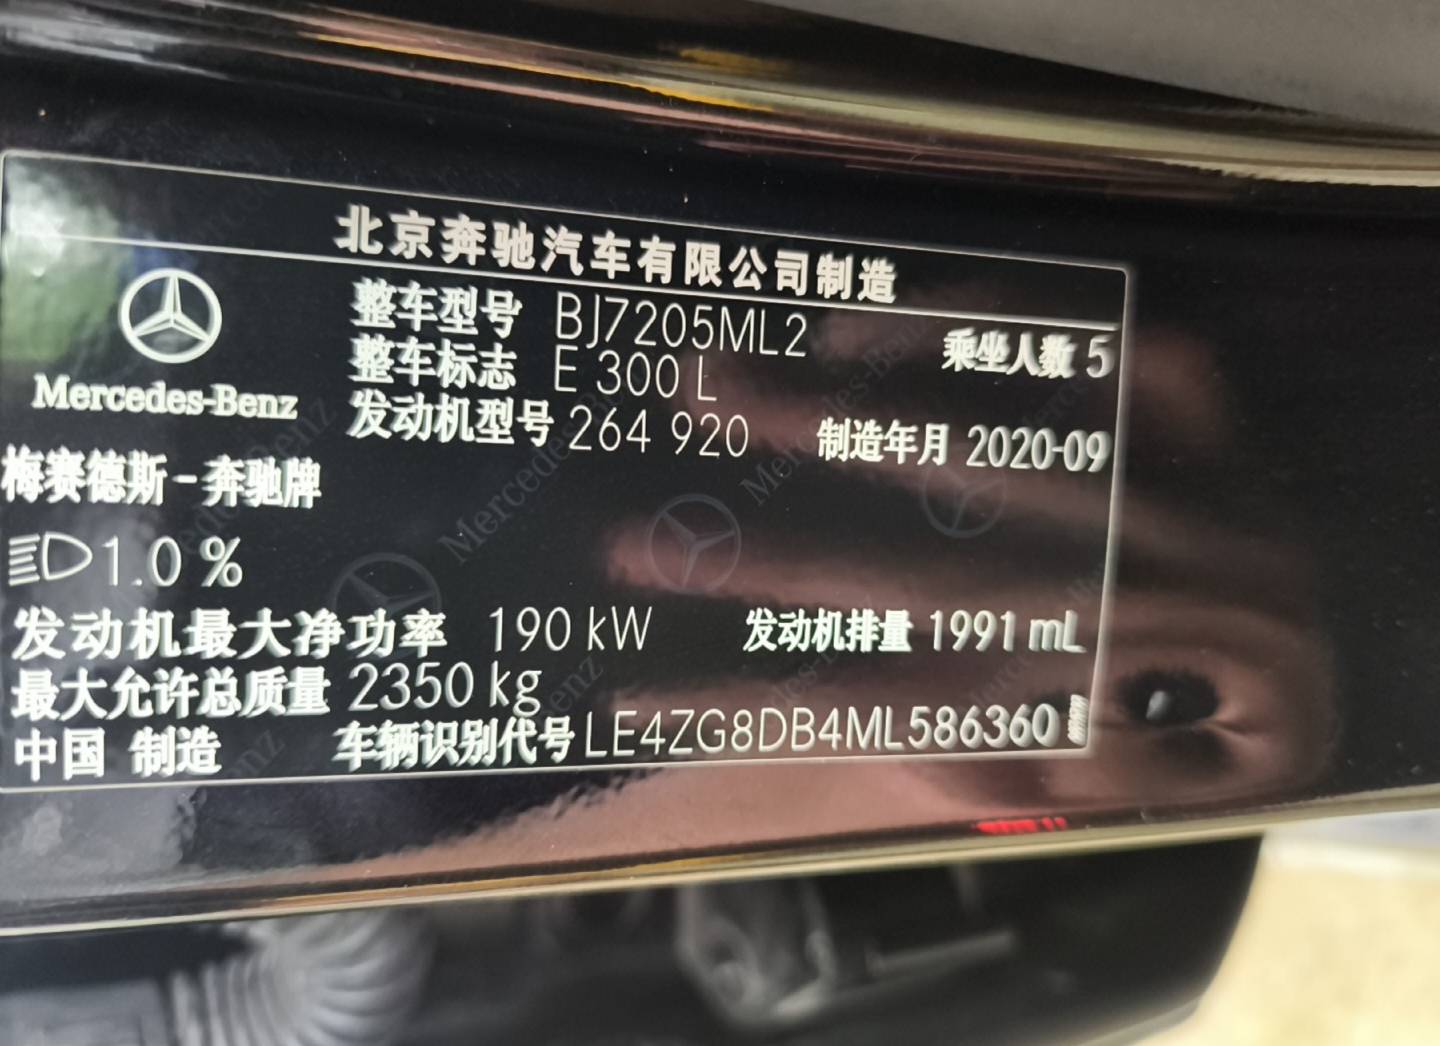 北京奔驰汽车有限公司制造
整车型号 BJ7205ML2
乘坐人数 5
整车标志 E 300 L
发动机型号 264 920
制造年月 2020-09
Mercedes-Benz
梅赛德斯-奔驰牌
1.0 %
发动机最大净功率 190 kW
发动机排量 1991 mL
最大允许总质量 2350 kg
中国 制造
车辆识别代号 LE4ZG8DB4ML586360